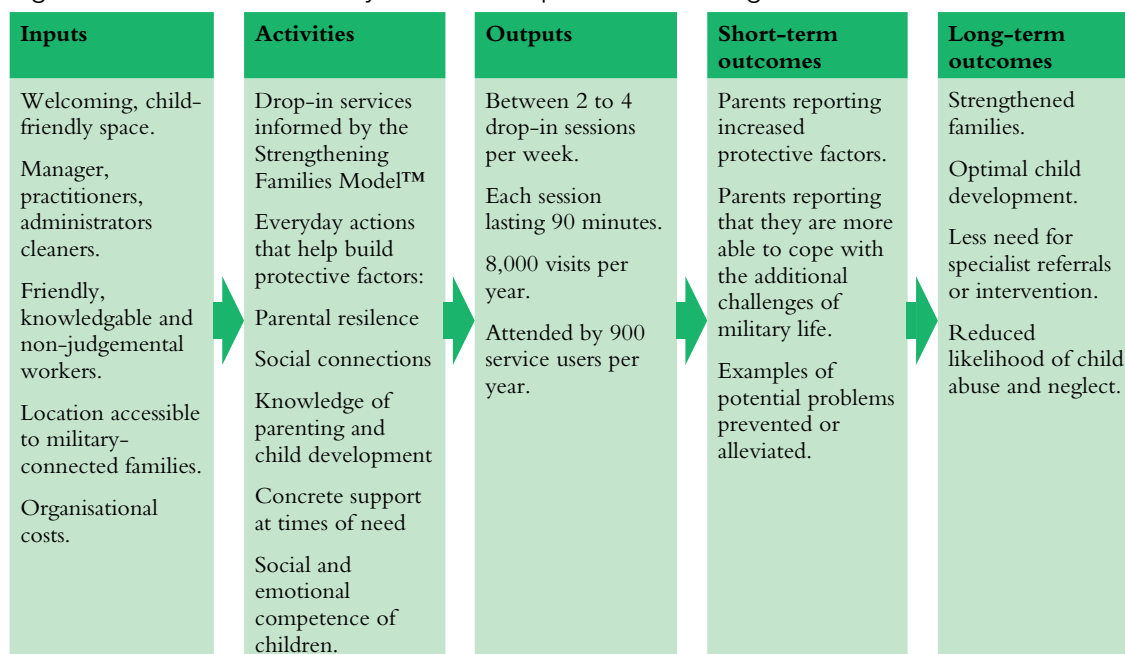 Inputs
Welcoming, child-
friendly space.
Manager,
practitioners,
administrators
cleaners.
Friendly,
knowledgable and
non-judgemental
workers.
Location accessible
to military-
connected families.
Organisational
costs.
Activities
Drop-in services
informed by the
Strengthening
Families Model™
Everyday actions
that help build
protective factors:
Parental resilence
Social connections
Knowledge of
parenting and
child development
Concrete support
at times of need
Social and
emotional
competence of
children.
Outputs
Between 2 to 4
drop-in sessions
per week.
Each session
lasting 90 minutes.
8,000 visits per
year.
Attended by 900
service users per
year.
Short-term
outcomes
Parents reporting
increased
protective factors.
Parents reporting
that they are more
able to cope with
the additional
challenges of
military life.
Examples of
potential problems
prevented or
alleviated.
Long-term
outcomes
Strengthened
families.
Optimal child
development.
Less need for
specialist referrals
or intervention.
Reduced
likelihood of child
abuse and neglect.